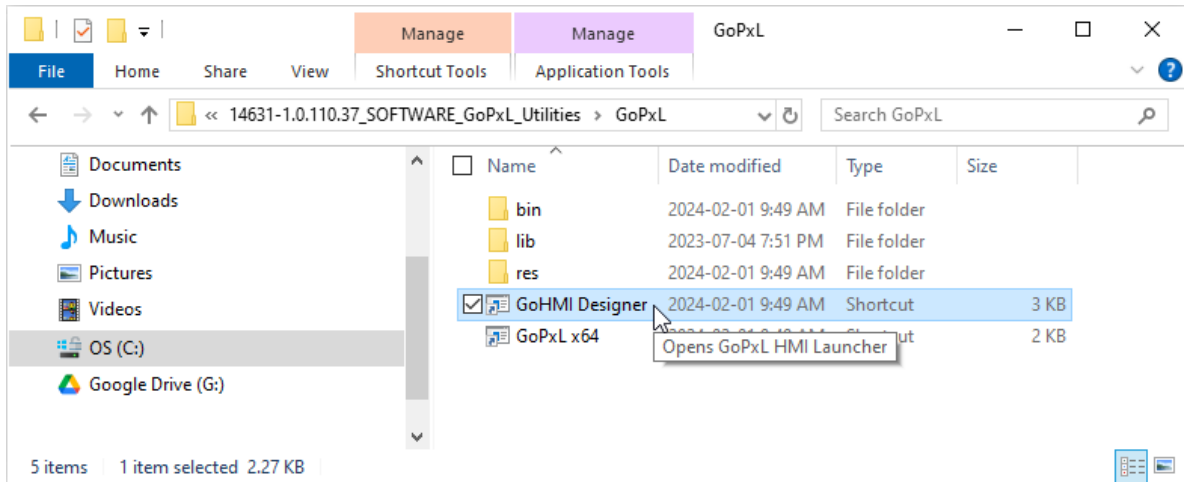 Manage Manage GoPxL
File Home Share View Shortcut Tools Application Tools
« 14631-1.0.110.37_SOFTWARE_GoPxL_Utilities > GoPxL Search GoPxL
Documents
Downloads
Music
Pictures
Videos
OS (C:)
Google Drive (G:)
Name Date modified Type Size
bin 2024-02-01 9:49 AM File folder
lib 2023-07-04 7:51 PM File folder
res 2024-02-01 9:49 AM File folder
GoHMI Designer 2024-02-01 9:49 AM Shortcut 3 KB
GoPxL x64 2 KB
Opens GoPxL HMI Launcher
5 items 1 item selected 2.27 KB